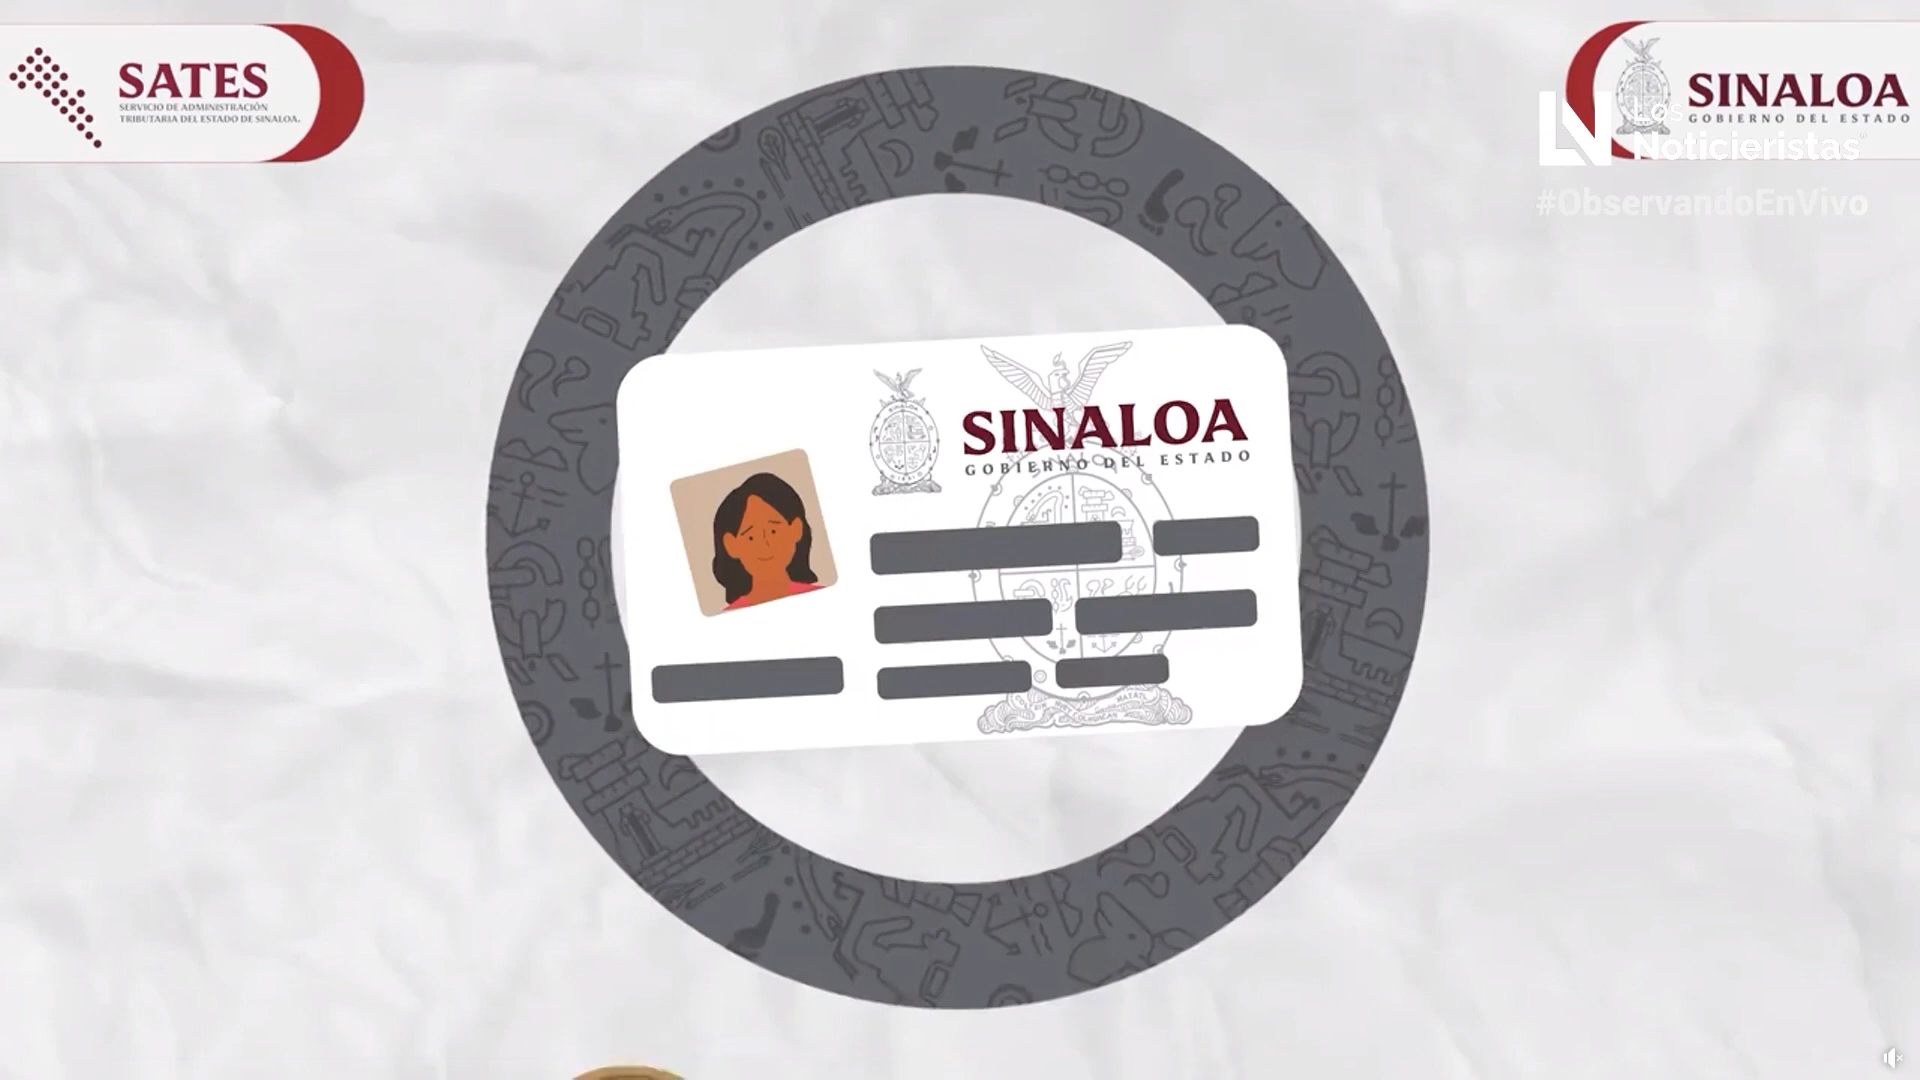 SATES
SERVICIO DE ADMINISTRACIÓN
TRIBUTARIA DEL ESTADO DE SINALOA.
SINALOA
GOBIERNO DEL ESTADO
Los
Noticieristas
#ObservandoEnVivo
SINALOA
GOBIERNO DEL ESTADO
SINALOA